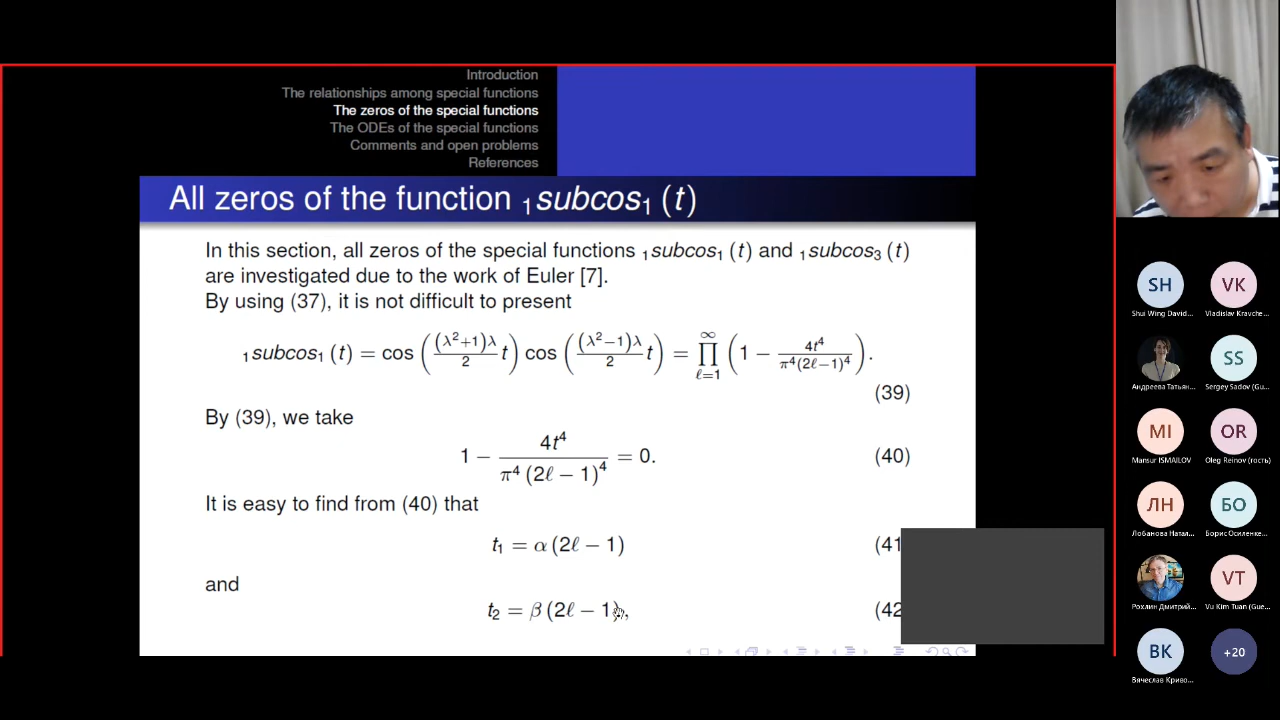 Introduction
The relationships among special functions
The zeros of the special functions
The ODEs of the special functions
Comments and open problems
References
All zeros of the function ₁subcos₁ (t)
In this section, all zeros of the special functions ₁subcos₁ (t) and ₁subcos₃ (t)
are investigated due to the work of Euler [7].
By using (37), it is not difficult to present
₁subcos₁ (t) = cos ((λ²+1)λ/2 t) cos ((λ²−1)λ/2 t) = ∏_{ℓ=1}^{∞} (1 − 4t⁴/π⁴(2ℓ−1)⁴).
(39)
By (39), we take
1 − 4t⁴/π⁴ (2ℓ − 1)⁴ = 0. (40)
It is easy to find from (40) that
t₁ = α (2ℓ − 1) (41
and
t₂ = β (2ℓ − 1), (42
SH
Shui Wing David...
VK
Vladislav Kravche...
Андреева Татьян...
SS
Sergey Sadov (Gu...
MI
Mansur ISMAILOV
OR
Oleg Reinov (гость)
ЛН
Лобанова Натал...
БО
Борис Осиленке...
Рохлин Дмитрий...
VT
Vu Kim Tuan (Gue...
ВК
Вячеслав Криво...
+20